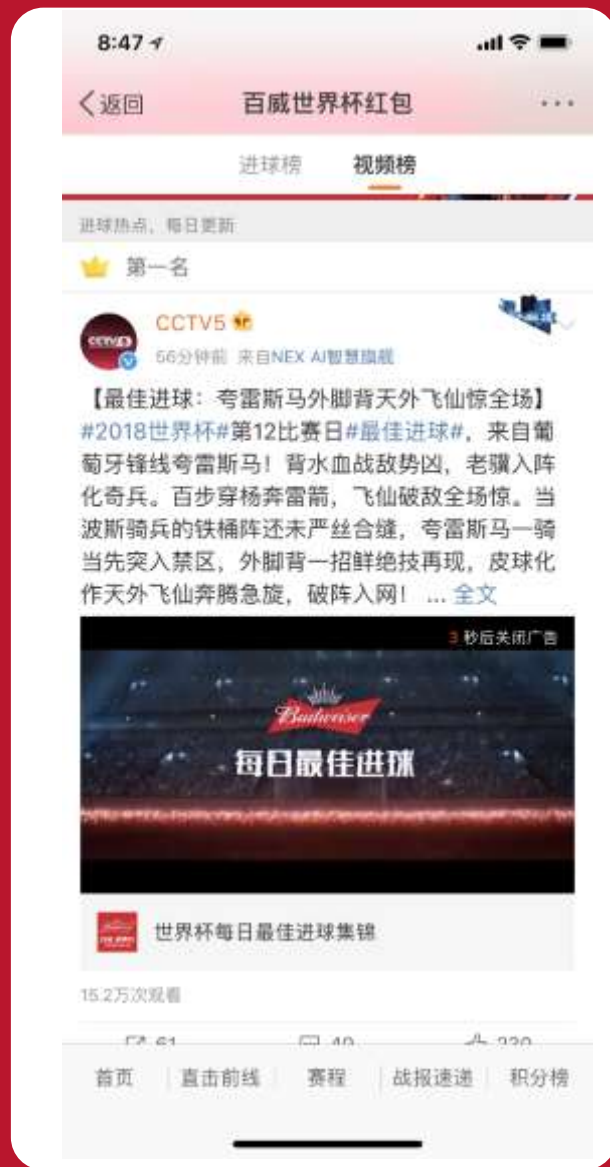 8:47
返回
百威世界杯红包
进球榜
视频榜
进球热点，每日更新
第一名
CCTV5
CCTV5
56分钟前 来自NEX AI智慧旗舰
【最佳进球：夸雷斯马外脚背天外飞仙惊全场】
#2018世界杯#第12比赛日#最佳进球#，来自葡
萄牙锋线夸雷斯马！背水血战敌势凶，老骥入阵
化奇兵。百步穿杨奔雷箭，飞仙破敌全场惊。当
波斯骑兵的铁桶阵还未严丝合缝，夸雷斯马一骑
当先突入禁区，外脚背一招鲜绝技再现，皮球化
作天外飞仙奔腾急旋，破阵入网！ ... 全文
3 秒后关闭广告
Budweiser
每日最佳进球
世界杯每日最佳进球集锦
15.2万次观看
61
40
230
首页
直击前线
赛程
战报速递
积分榜